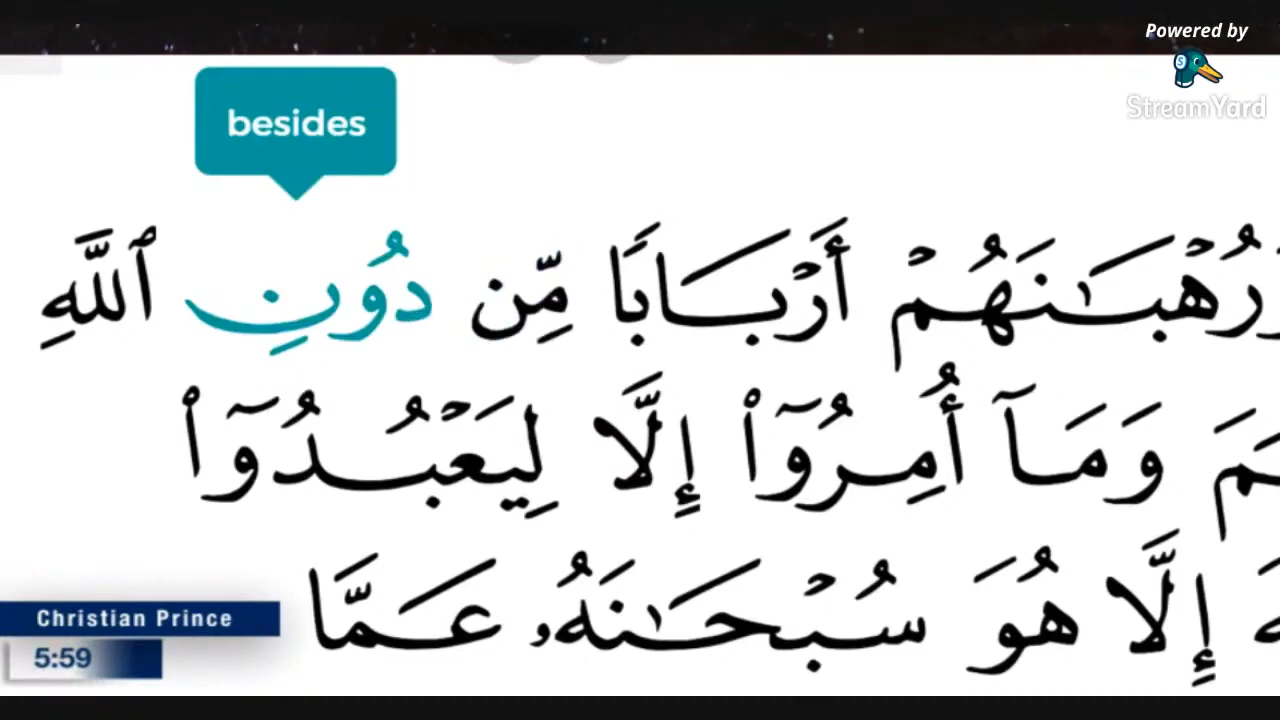 Powered by
StreamYard
besides
وَرُهْبَـٰنَهُمْ أَرْبَابًا مِّن دُونِ ٱللَّهِ
وَمَآ أُمِرُوٓا۟ إِلَّا لِيَعْبُدُوٓا۟
إِلَّا هُوَ سُبْحَـٰنَهُۥ عَمَّا
Christian Prince
5:59